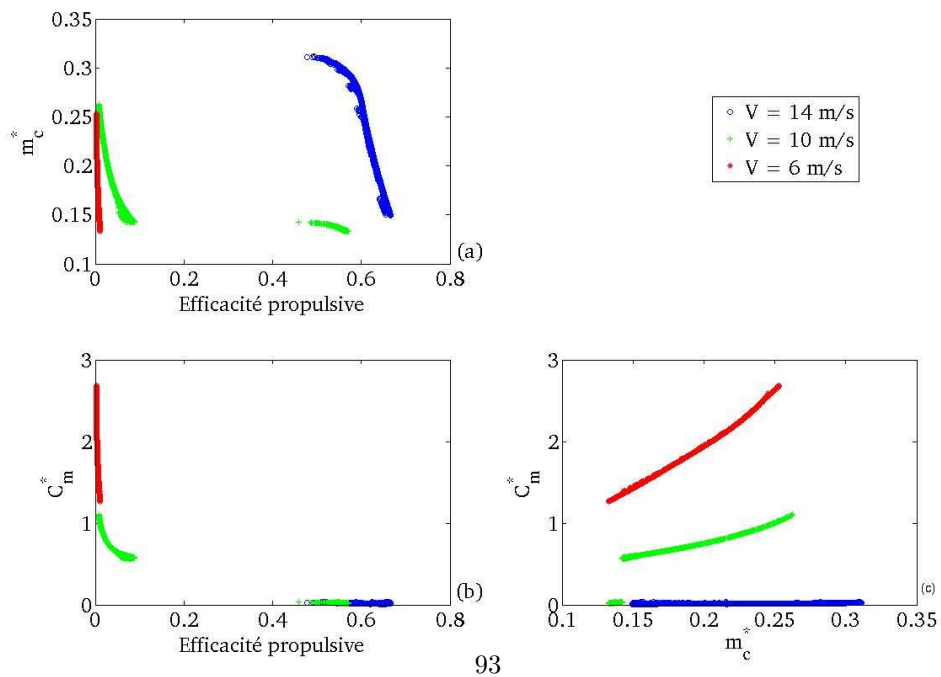 0.35
0.3
0.25
0.2
0.15
0.1
m*c
0 0.2 0.4 0.6 0.8
Efficacité propulsive
(a)
V = 14 m/s
V = 10 m/s
V = 6 m/s
3
2
1
0
C*m
0 0.2 0.4 0.6 0.8
Efficacité propulsive
(b)
3
2
1
0
C*m
0.1 0.15 0.2 0.25 0.3 0.35
m*c
(c)
93